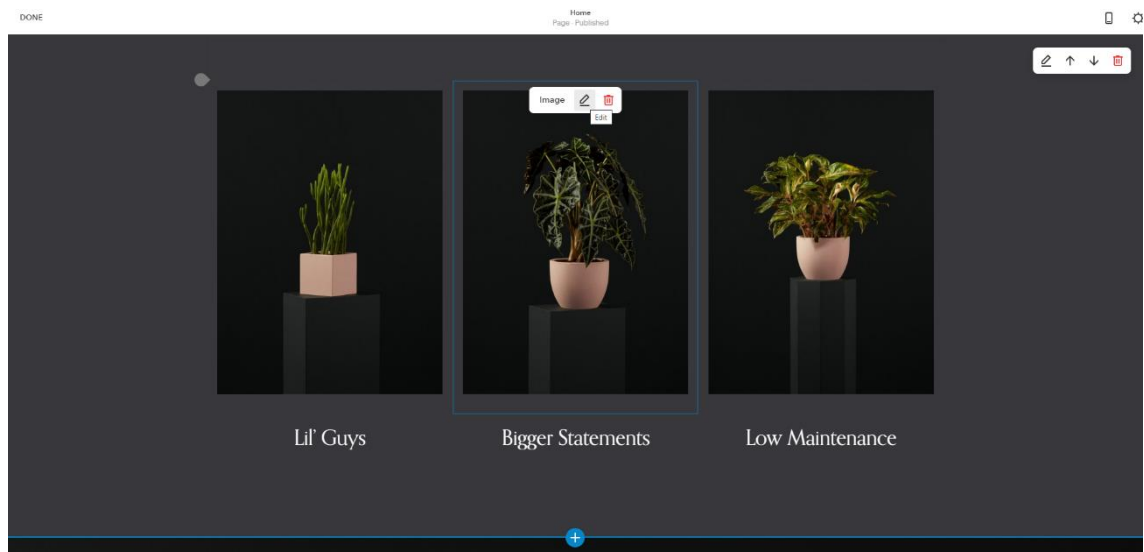 DONE
Home
Page · Published
Image
Edit
Lil' Guys
Bigger Statements
Low Maintenance